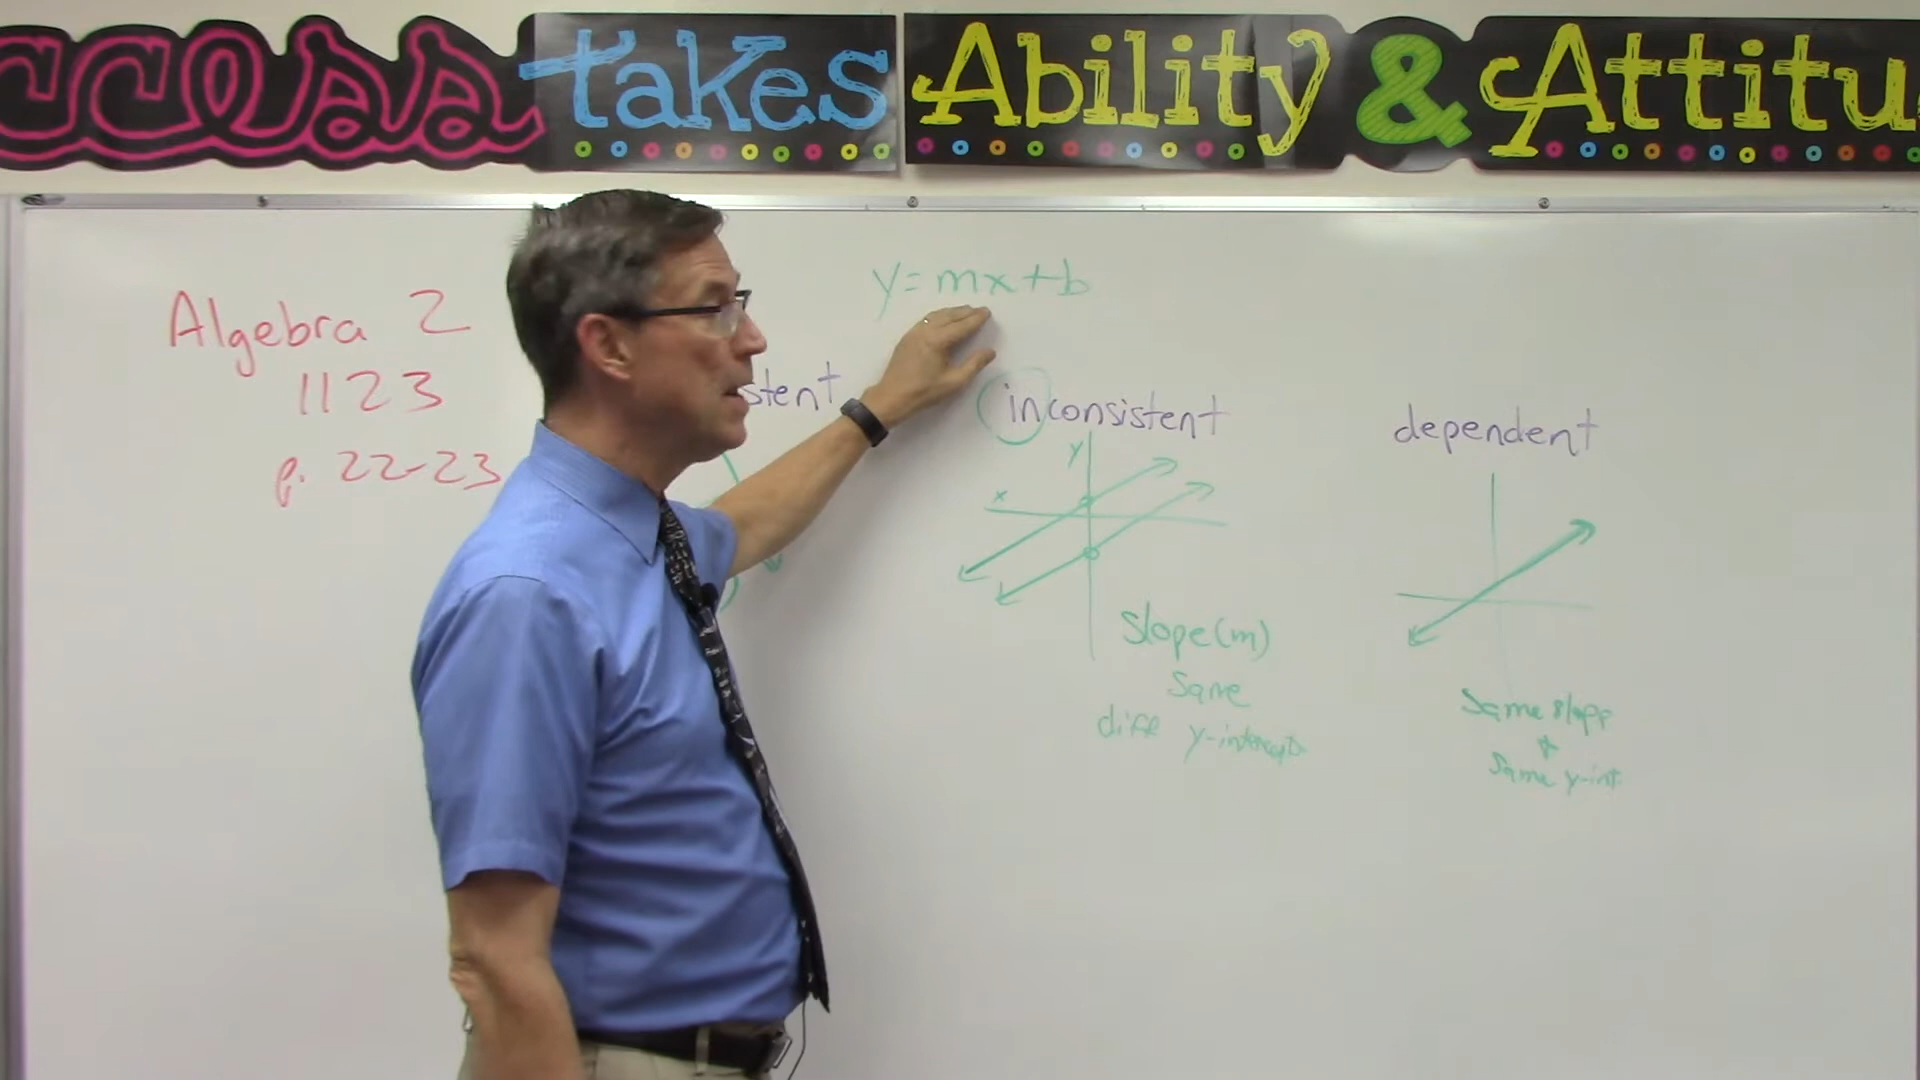 ccess takes Ability & Attitu
Algebra 2
1123
p. 22-23
y=mx+b
stent
inconsistent
y
x
slope(m)
same
diff y-intercepts
dependent
same slope
&
same y-int